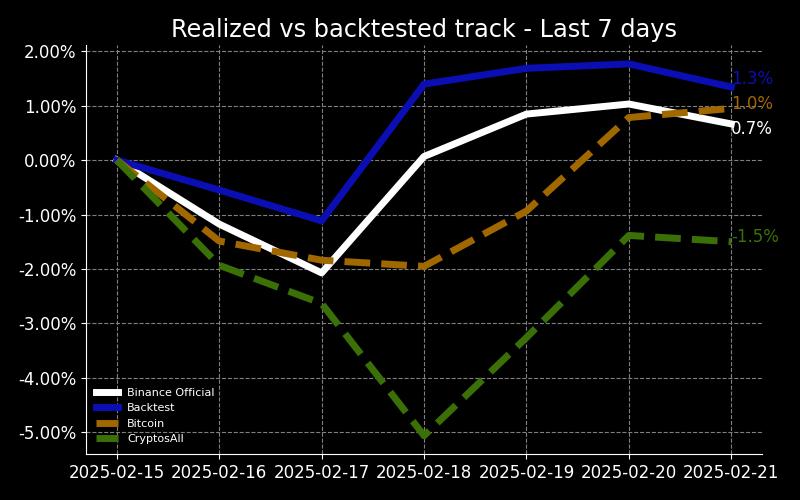 Realized vs backtested track - Last 7 days
2.00%
1.00%
0.00%
-1.00%
-2.00%
-3.00%
-4.00%
-5.00%
1.3%
1.0%
0.7%
-1.5%
Binance Official
Backtest
Bitcoin
CryptosAll
2025-02-15 2025-02-16 2025-02-17 2025-02-18 2025-02-19 2025-02-20 2025-02-21